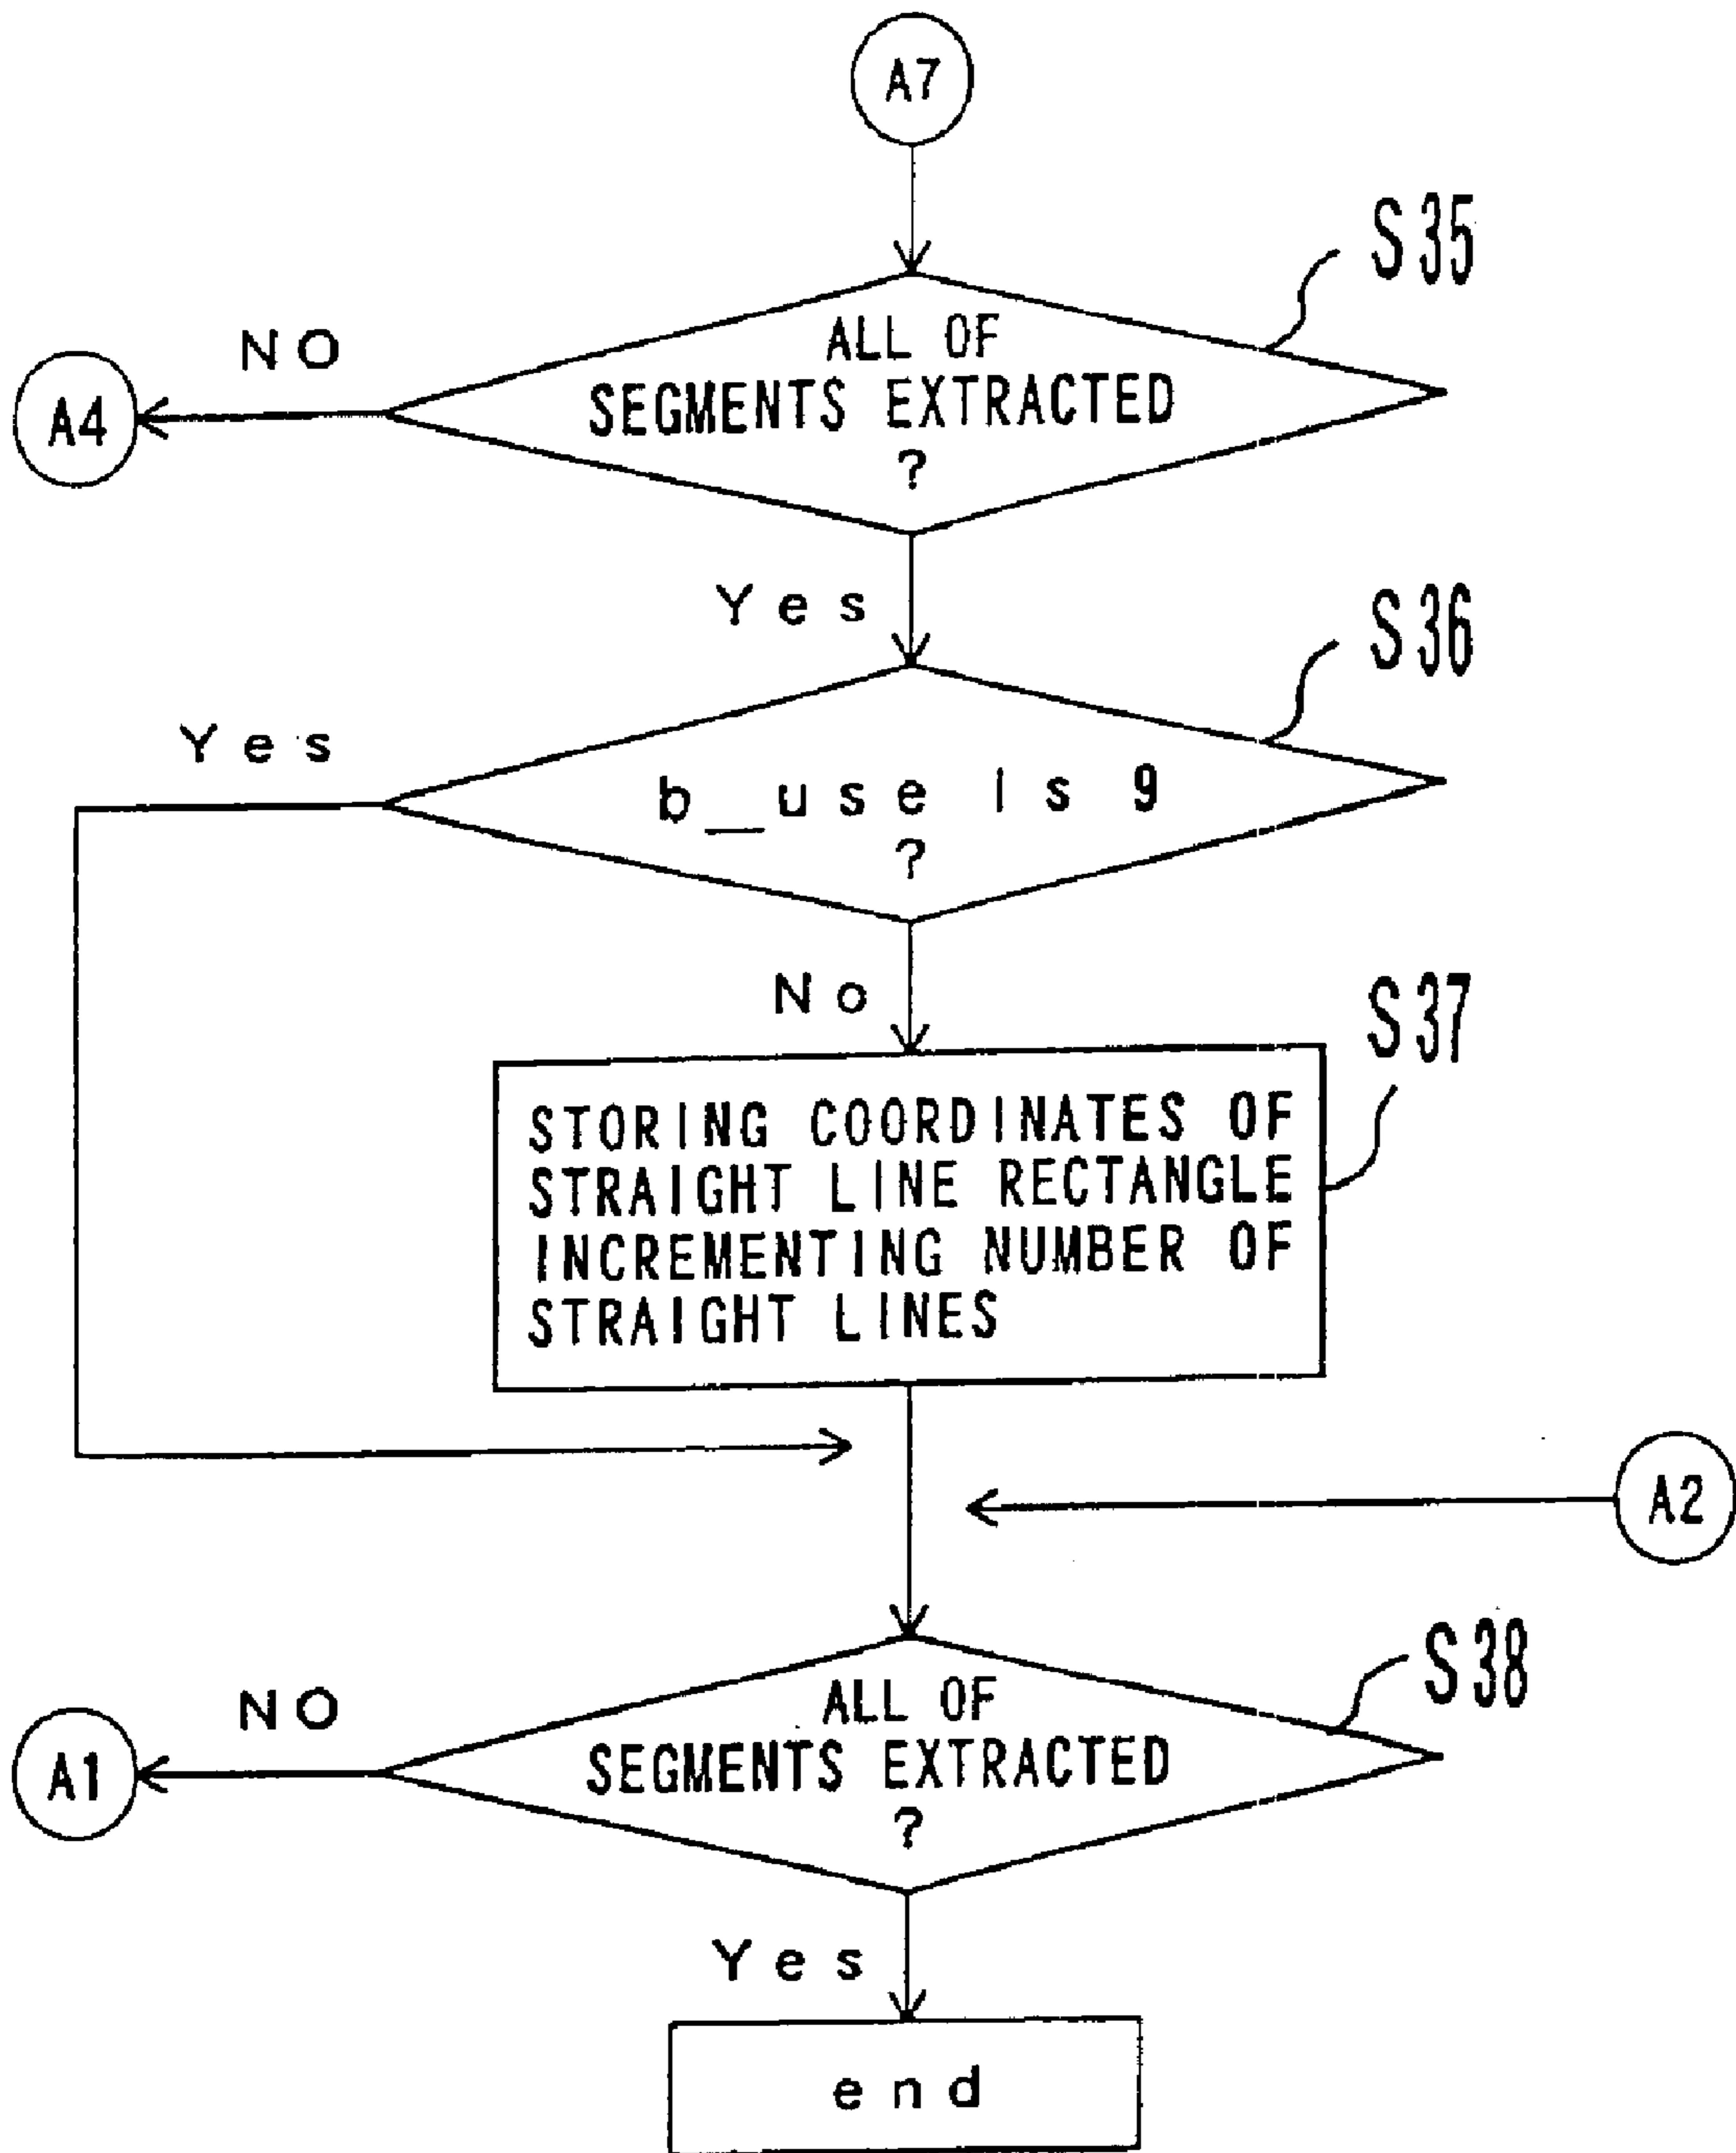 A7
S35
NO
ALL OF
SEGMENTS EXTRACTED
?
A4
Yes
S36
Yes
b_use Is 9
?
No
S37
STORING COORDINATES OF
STRAIGHT LINE RECTANGLE
INCREMENTING NUMBER OF
STRAIGHT LINES
A2
S38
NO
ALL OF
SEGMENTS EXTRACTED
?
A1
Yes
end